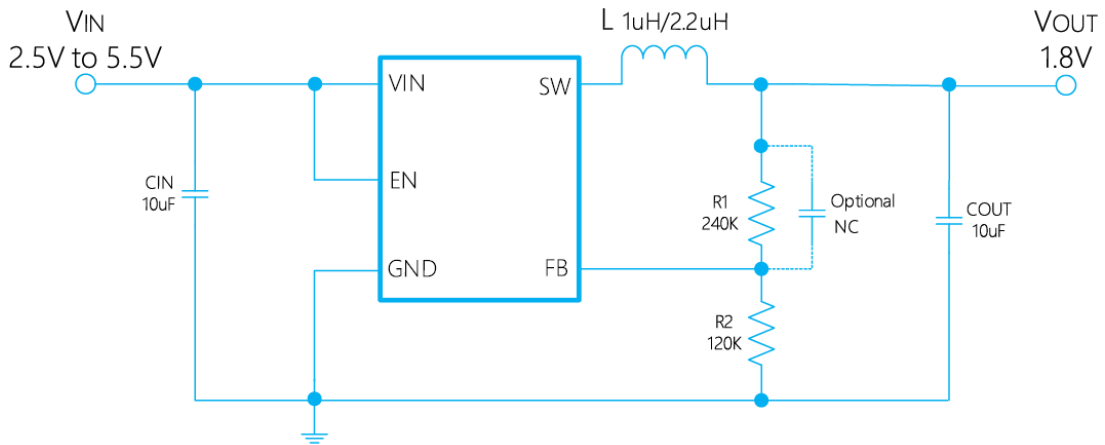 VIN
2.5V to 5.5V
L 1uH/2.2uH
VOUT
1.8V
VIN
SW
EN
GND
FB
CIN
10uF
R1
240K
Optional
NC
COUT
10uF
R2
120K